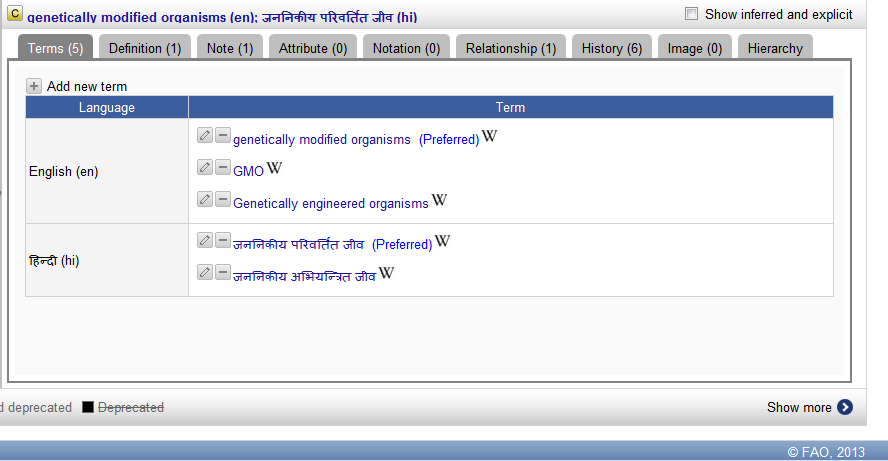 C genetically modified organisms (en); जननिकीय परिवर्तित जीव (hi) Show inferred and explicit
Terms (5) Definition (1) Note (1) Attribute (0) Notation (0) Relationship (1) History (6) Image (0) Hierarchy
Add new term
Language Term
English (en)
genetically modified organisms (Preferred) W
GMO W
Genetically engineered organisms W
हिन्दी (hi)
जननिकीय परिवर्तित जीव (Preferred) W
जननिकीय अभियन्त्रित जीव W
d deprecated Deprecated Show more
© FAO, 2013